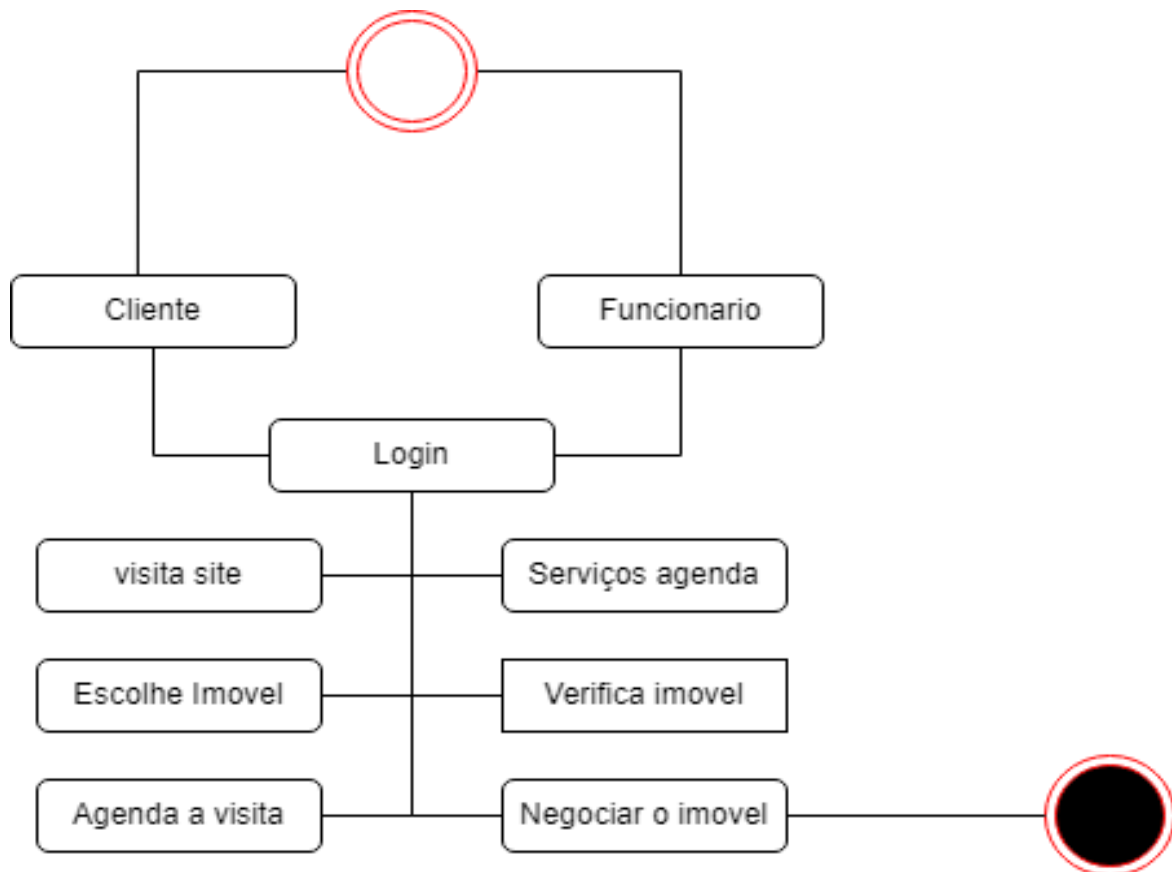 Cliente
Funcionario
Login
visita site
Serviços agenda
Escolhe Imovel
Verifica imovel
Agenda a visita
Negociar o imovel